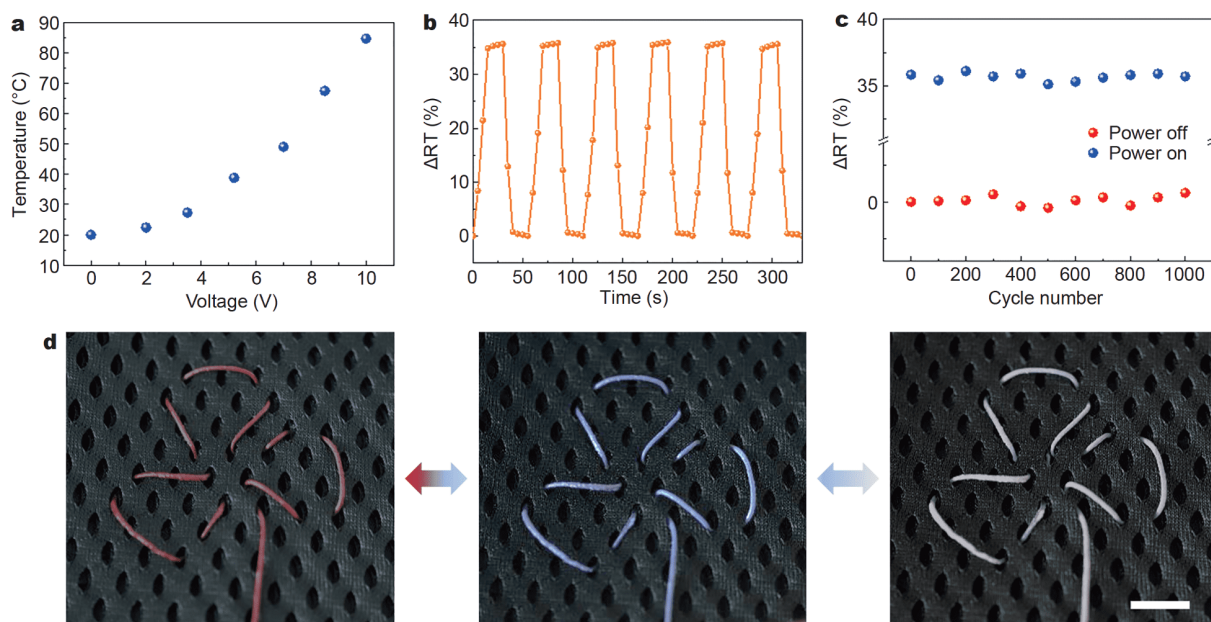 a
90
80
70
60
50
40
30
20
10
Temperature (°C)
0 2 4 6 8 10
Voltage (V)
b
40
30
20
10
0
ΔRT (%)
0 50 100 150 200 250 300
Time (s)
c
40
35
0
ΔRT (%)
Power off
Power on
0 200 400 600 800 1000
Cycle number
d